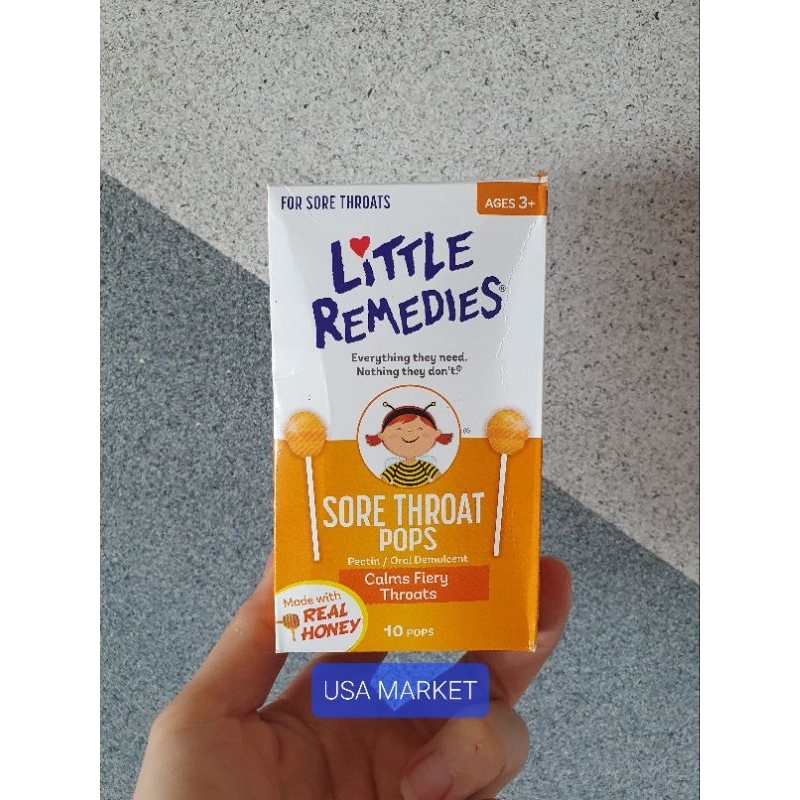 FOR SORE THROATS
AGES 3+
LiTTLE
REMEDIES®
Everything they need.
Nothing they don't.®
®
SORE THROAT
POPS
Pectin / Oral Demulcent
Calms Fiery
Throats
Made with
REAL
HONEY
10 POPS
USA MARKET